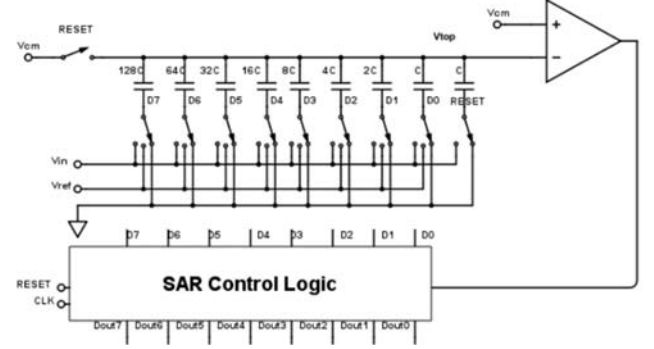 RESET
Vcm
Vcm
Vtop
128C 64C 32C 16C 8C 4C 2C C C
D7 D6 D5 D4 D3 D2 D1 D0 RESET
Vin
Vref
D7 D6 D5 D4 D3 D2 D1 D0
SAR Control Logic
RESET
CLK
Dout7 Dout6 Dout5 Dout4 Dout3 Dout2 Dout1 Dout0